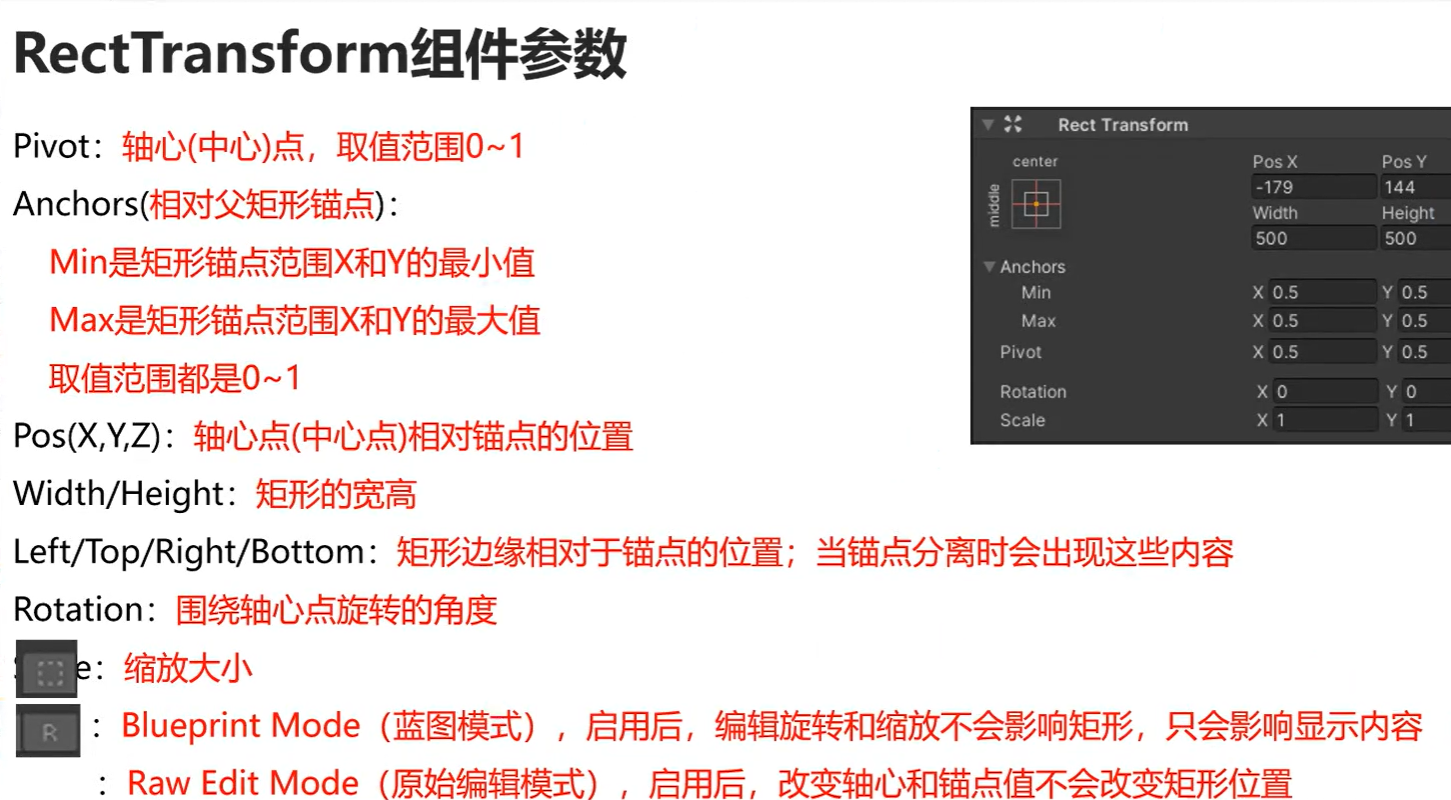 RectTransform组件参数
Pivot：轴心(中心)点，取值范围0~1
Anchors(相对父矩形锚点)：
Min是矩形锚点范围X和Y的最小值
Max是矩形锚点范围X和Y的最大值
取值范围都是0~1
Pos(X,Y,Z)：轴心点(中心点)相对锚点的位置
Width/Height：矩形的宽高
Left/Top/Right/Bottom：矩形边缘相对于锚点的位置；当锚点分离时会出现这些内容
Rotation：围绕轴心点旋转的角度
：缩放大小
R
：Blueprint Mode（蓝图模式），启用后，编辑旋转和缩放不会影响矩形，只会影响显示内容
：Raw Edit Mode（原始编辑模式），启用后，改变轴心和锚点值不会改变矩形位置
Rect Transform
center
middle
Pos X Pos Y
-179 144
Width Height
500 500
Anchors
Min X 0.5 Y 0.5
Max X 0.5 Y 0.5
Pivot X 0.5 Y 0.5
Rotation X 0 Y 0
Scale X 1 Y 1